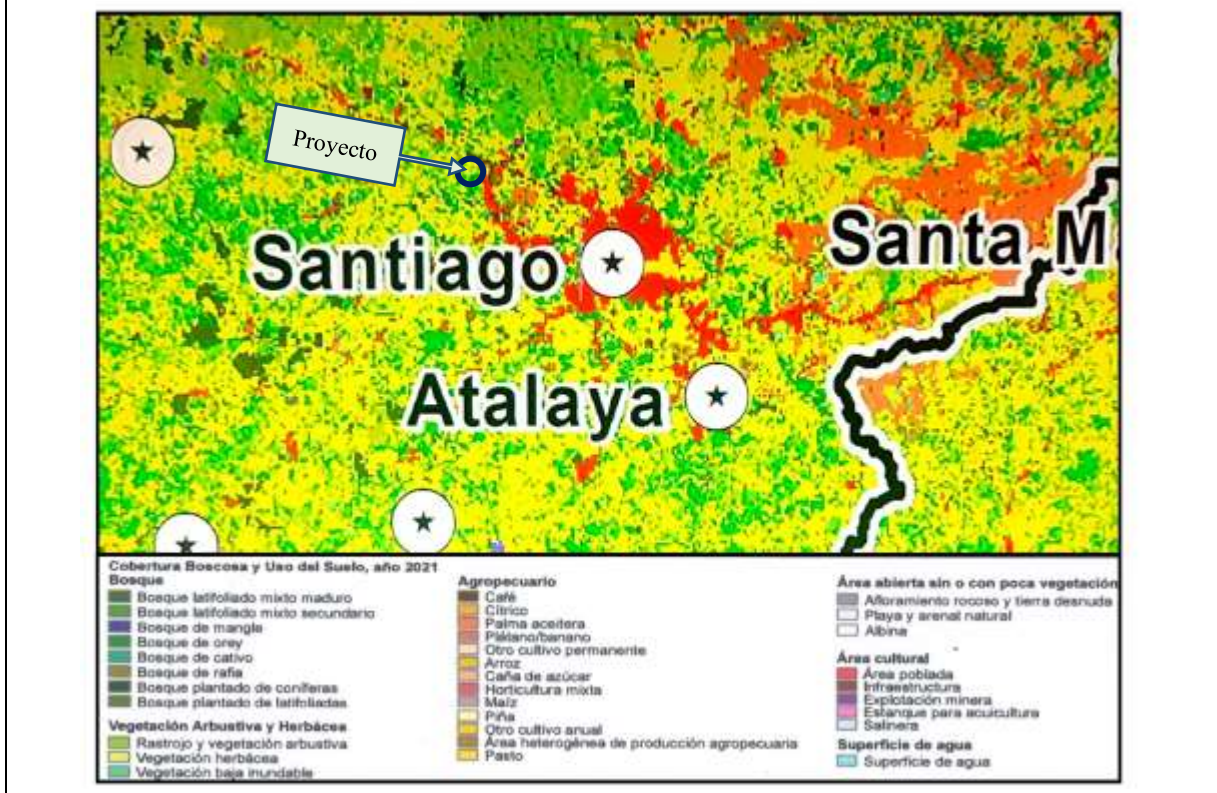 Proyecto
Santiago
Santa M
Atalaya
Cobertura Boscosa y Uso del Suelo, año 2021
Bosque
Bosque latifoliado mixto maduro
Bosque latifoliado mixto secundario
Bosque de mangle
Bosque de orey
Bosque de cativo
Bosque de rafia
Bosque plantado de coníferas
Bosque plantado de latifoliadas
Vegetación Arbustiva y Herbácea
Rastrojo y vegetación arbustiva
Vegetación herbácea
Vegetación baja inundable
Agropecuario
Café
Cítrico
Palma aceitera
Plátano/banano
Otro cultivo permanente
Arroz
Caña de azúcar
Horticultura mixta
Maíz
Piña
Otro cultivo anual
Área heterogénea de producción agropecuaria
Pasto
Área abierta sin o con poca vegetación
Afloramiento rocoso y tierra desnuda
Playa y arenal natural
Albina
Área cultural
Área poblada
Infraestructura
Explotación minera
Estanque para acuicultura
Salinera
Superficie de agua
Superficie de agua